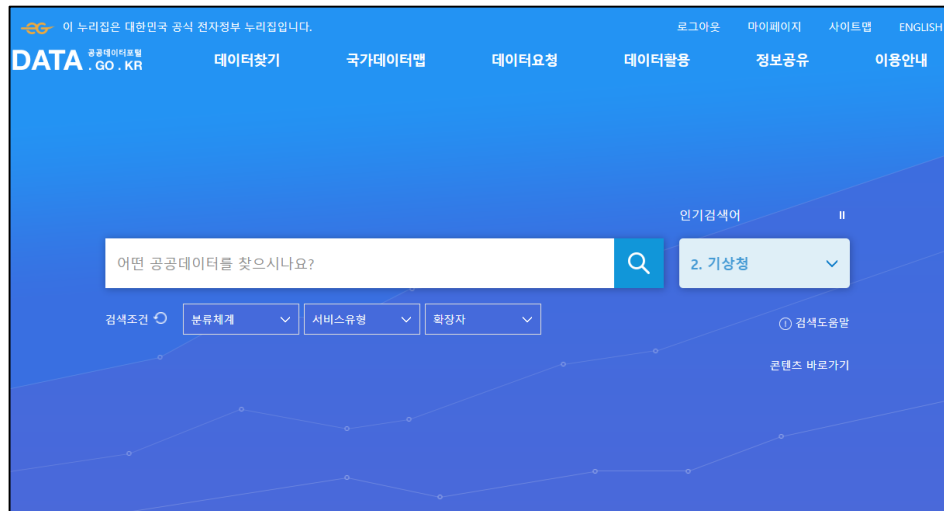 이 누리집은 대한민국 공식 전자정부 누리집입니다.
로그아웃 마이페이지 사이트맵 ENGLISH
DATA 공공데이터포털 . GO . KR
데이터찾기 국가데이터맵 데이터요청 데이터활용 정보공유 이용안내
인기검색어
어떤 공공데이터를 찾으시나요?
2. 기상청
검색조건 분류체계 서비스유형 확장자
검색도움말
콘텐츠 바로가기